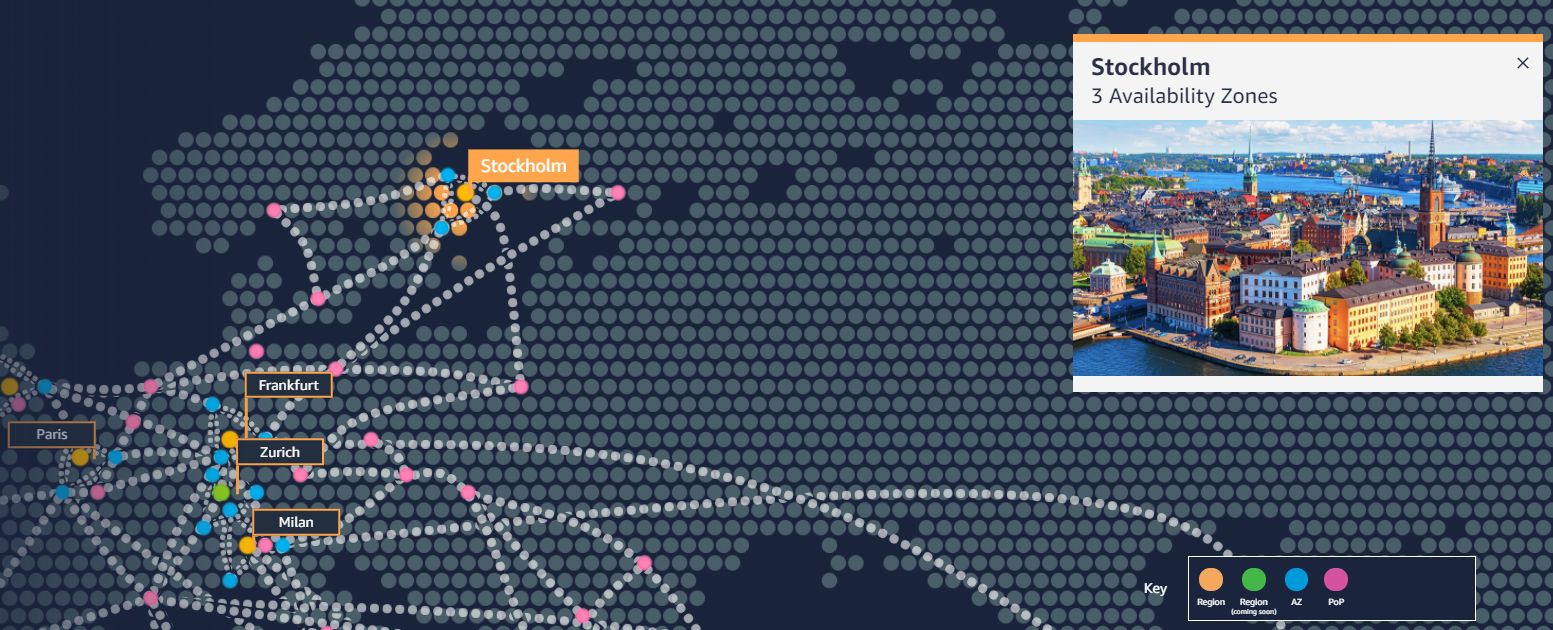 Stockholm
3 Availability Zones
Stockholm
Frankfurt
Paris
Zurich
Milan
Key
Region
Region
(coming soon)
AZ
PoP